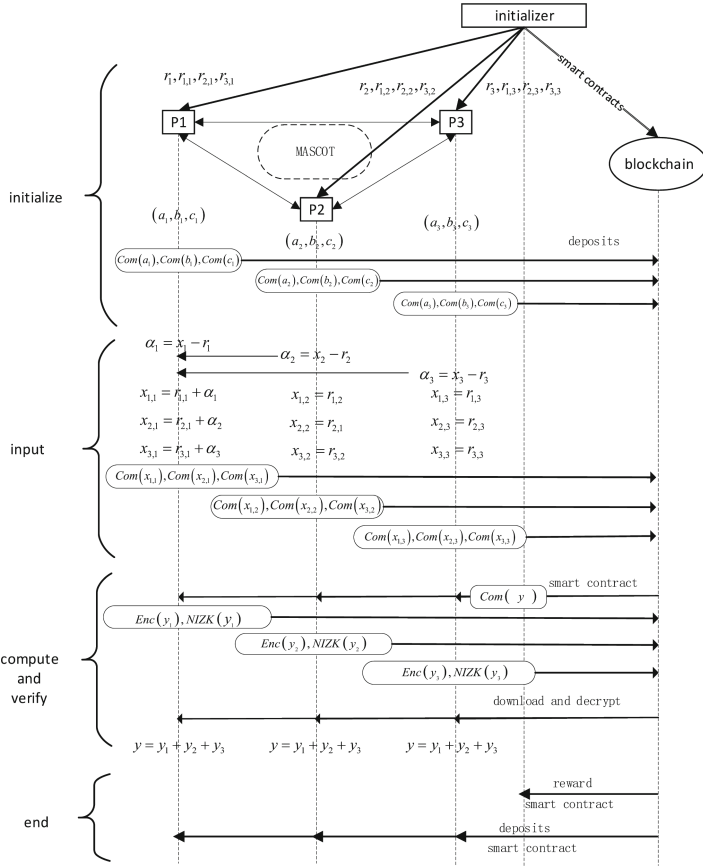 initializer
smart contracts
r₁,r₁,₁,r₂,₁,r₃,₁
r₂,r₁,₂,r₂,₂,r₃,₂
r₃,r₁,₃,r₂,₃,r₃,₃
P1
P3
MASCOT
blockchain
initialize
P2
(a₁,b₁,c₁)
(a₂,b₂,c₂)
(a₃,b₃,c₃)
deposits
Com(a₁),Com(b₁),Com(c₁)
Com(a₂),Com(b₂),Com(c₂)
Com(a₃),Com(b₃),Com(c₃)
α₁ = x₁ − r₁
α₂ = x₂ − r₂
α₃ = x₃ − r₃
x₁,₁ = r₁,₁ + α₁
x₁,₂ = r₁,₂
x₁,₃ = r₁,₃
x₂,₁ = r₂,₁ + α₂
x₂,₂ = r₂,₁
x₂,₃ = r₂,₃
input
x₃,₁ = r₃,₁ + α₃
x₃,₂ = r₃,₂
x₃,₃ = r₃,₃
Com(x₁,₁),Com(x₂,₁),Com(x₃,₁)
Com(x₁,₂),Com(x₂,₂),Com(x₃,₂)
Com(x₁,₃),Com(x₂,₃),Com(x₃,₃)
smart contract
Com( y )
Enc(y₁),NIZK(y₁)
Enc(y₂),NIZK(y₂)
Enc(y₃),NIZK(y₃)
compute
and
verify
download and decrypt
y = y₁ + y₂ + y₃
y = y₁ + y₂ + y₃
y = y₁ + y₂ + y₃
reward
smart contract
end
deposits
smart contract